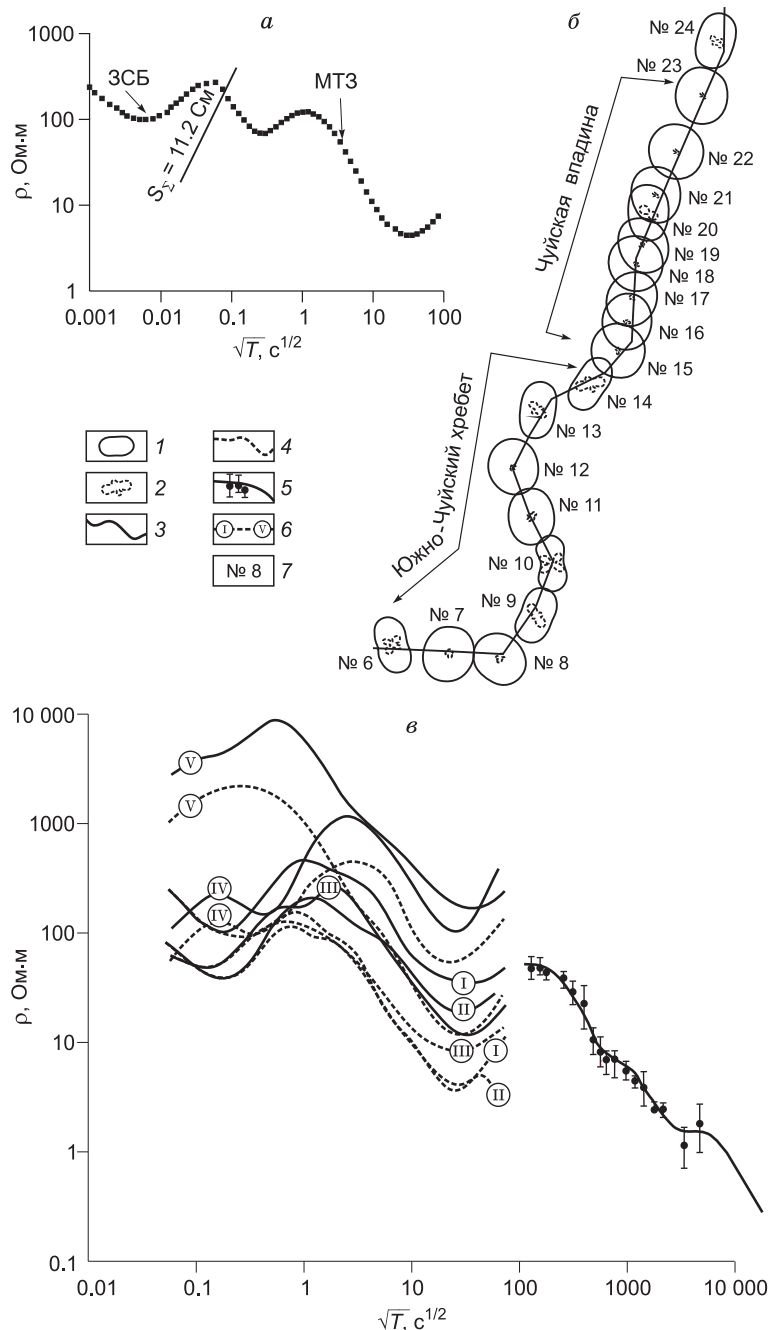 а
1000
100
10
1
ρ, Ом·м
ЗСБ
МТЗ
S_Σ = 11.2 См
0.001 0.01 0.1 1 10 100
√T, с^1/2
б
№ 24
№ 23
№ 22
№ 21
№ 20
№ 19
№ 18
№ 17
№ 16
№ 15
№ 14
№ 13
№ 12
№ 11
№ 10
№ 9
№ 7
№ 6
№ 8
Чуйская впадина
Южно-Чуйский хребет
1
2
3
4
5
I V 6
№ 8 7
в
10 000
1000
100
10
1
0.1
ρ, Ом·м
V
V
IV
III
IV
I
II
III
I
II
0.01 0.1 1 10 100 1000 10 000
√T, с^1/2